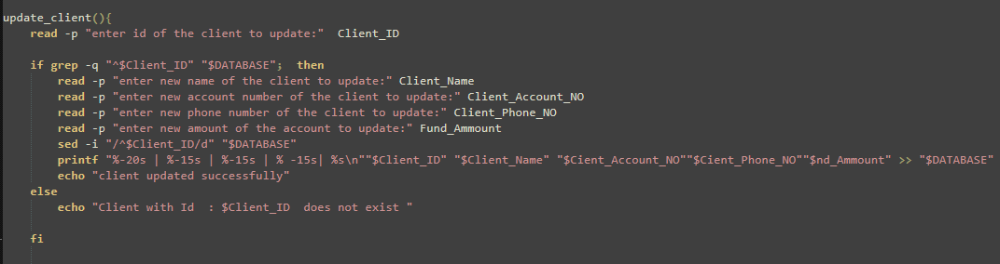 update_client(){
read -p "enter id of the client to update:"  Client_ID
if grep -q "^$Client_ID" "$DATABASE";  then
read -p "enter new name of the client to update:" Client_Name
read -p "enter new account number of the client to update:" Client_Account_NO
read -p "enter new phone number of the client to update:" Client_Phone_NO
read -p "enter new amount of the account to update:" Fund_Ammount
sed -i "/^$Client_ID/d" "$DATABASE"
printf "%-20s | %-15s | %-15s | % -15s| %s\n""$Client_ID" "$Client_Name" "$Cient_Account_NO""$Cient_Phone_NO""$nd_Ammount" >> "$DATABASE"
echo "client updated successfully"
else
echo "Client with Id  : $Client_ID  does not exist "
fi